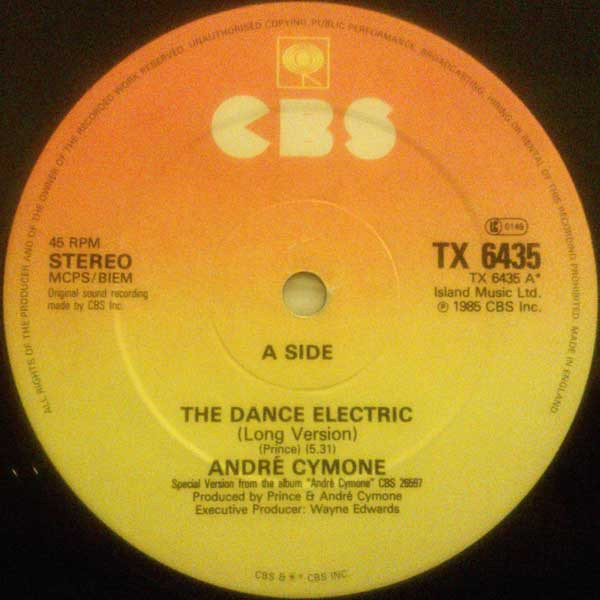 ALL RIGHTS OF THE PRODUCER AND OF THE OWNER OF THE RECORDED WORK RESERVED. UNAUTHORISED COPYING, PUBLIC PERFORMANCE, BROADCASTING, HIRING OR RENTAL OF THIS RECORDING PROHIBITED. MADE IN ENGLAND
CBS
45 RPM
STEREO
MCPS/BIEM
Original sound recording
made by CBS Inc.
LC 0149
TX 6435
TX 6435 A*
Island Music Ltd.
℗ 1985 CBS Inc.
A SIDE
THE DANCE ELECTRIC
(Long Version)
(Prince) (5.31)
ANDRÉ CYMONE
Special Version from the album "André Cymone" CBS 26597
Produced by Prince & André Cymone
Executive Producer: Wayne Edwards
CBS & CBS INC.